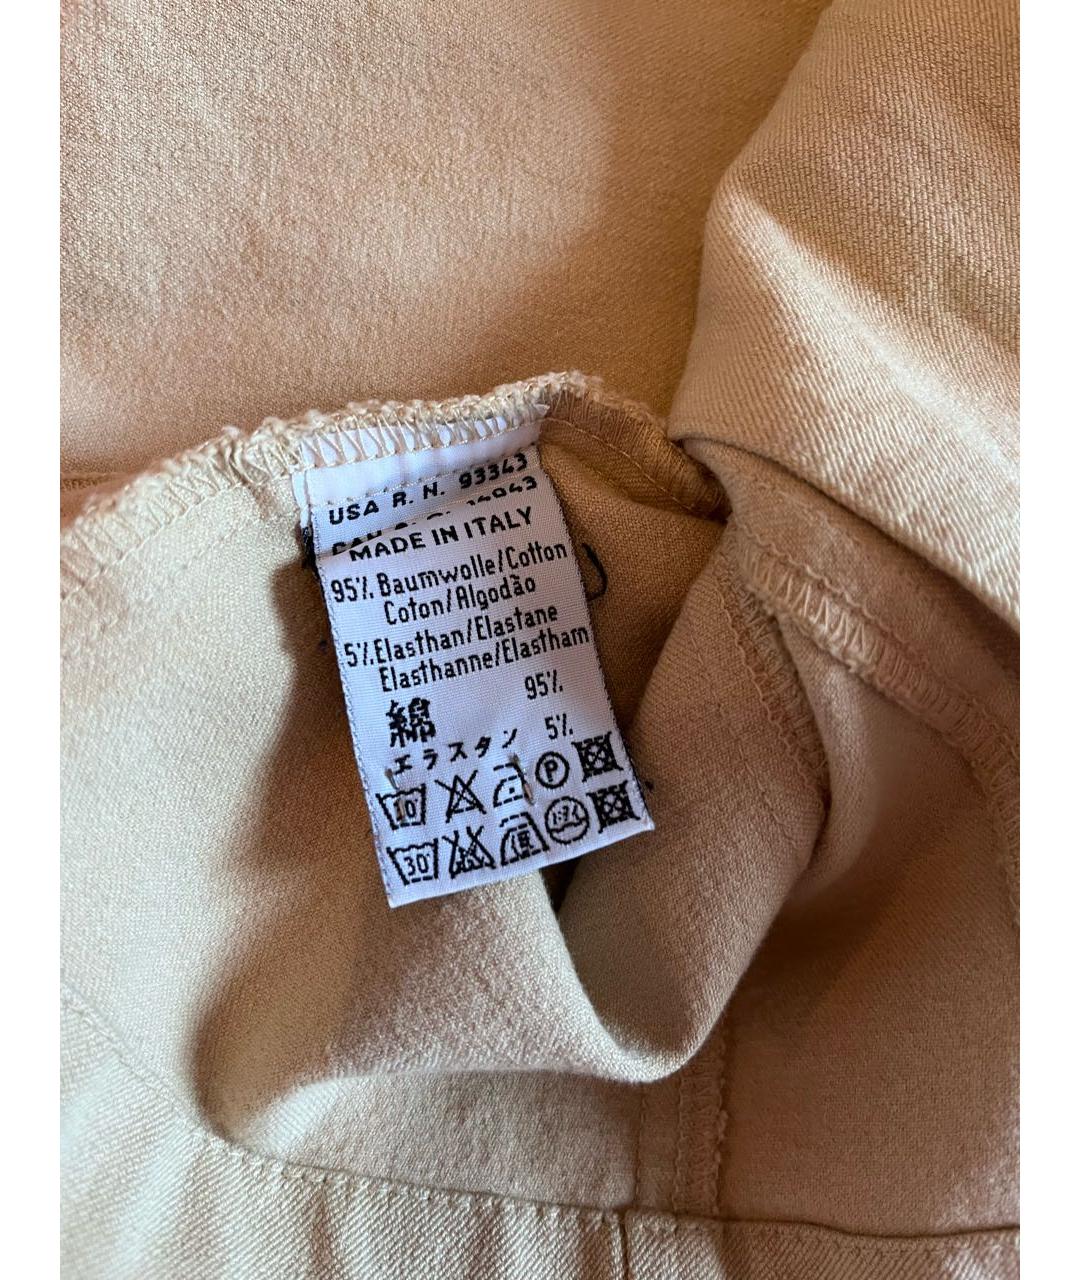 USA R. N. 93343
MADE IN ITALY
95% Baumwolle/Cotton
Coton/Algodão
5% Elasthan/Elastane
Elasthanne/Elastham
95%
綿
5%
エラスタン
P
30°